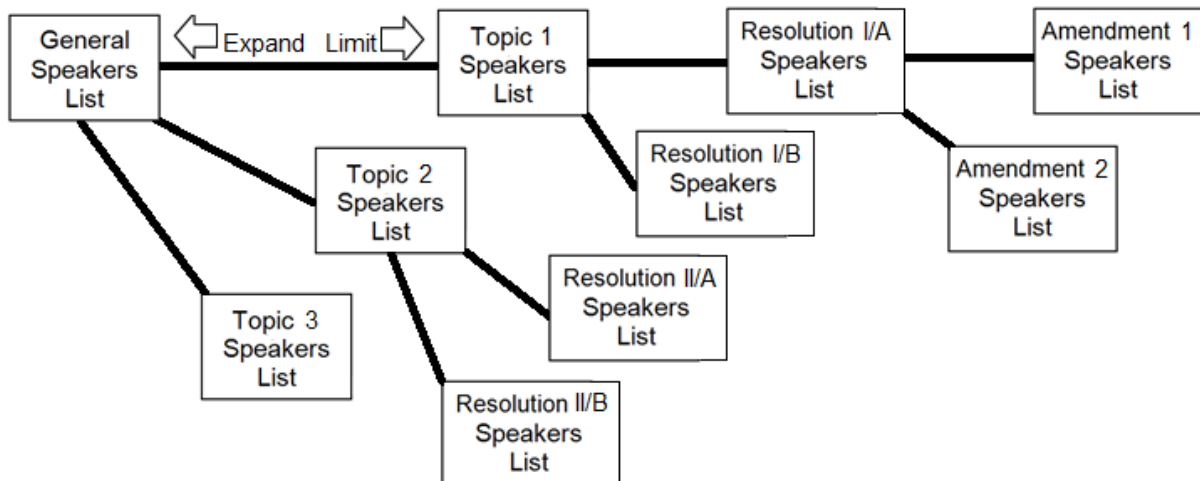 General
Speakers
List
Expand Limit
Topic 1
Speakers
List
Resolution I/A
Speakers
List
Amendment 1
Speakers
List
Resolution I/B
Speakers
List
Amendment 2
Speakers
List
Topic 2
Speakers
List
Resolution II/A
Speakers
List
Topic 3
Speakers
List
Resolution II/B
Speakers
List